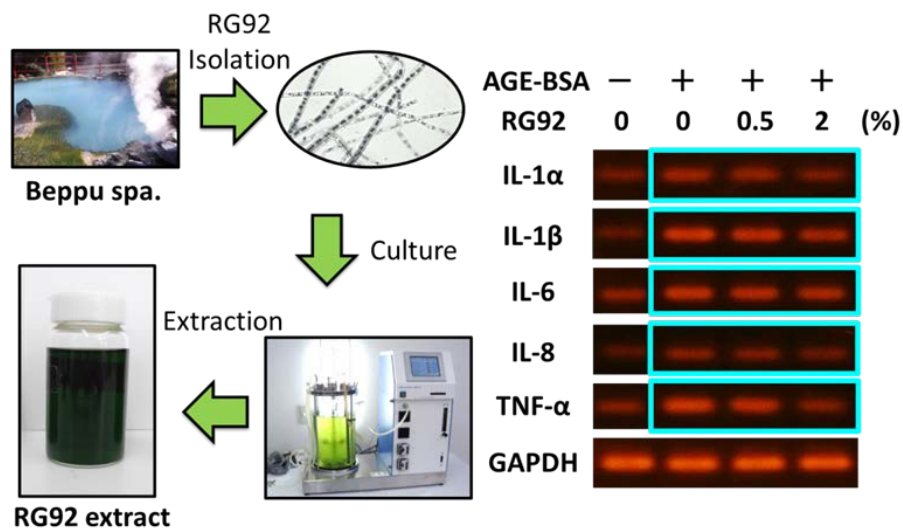 RG92
Isolation
Beppu spa.
Culture
Extraction
RG92 extract
AGE-BSA − + + +
RG92 0 0 0.5 2 (%)
IL-1α
IL-1β
IL-6
IL-8
TNF-α
GAPDH